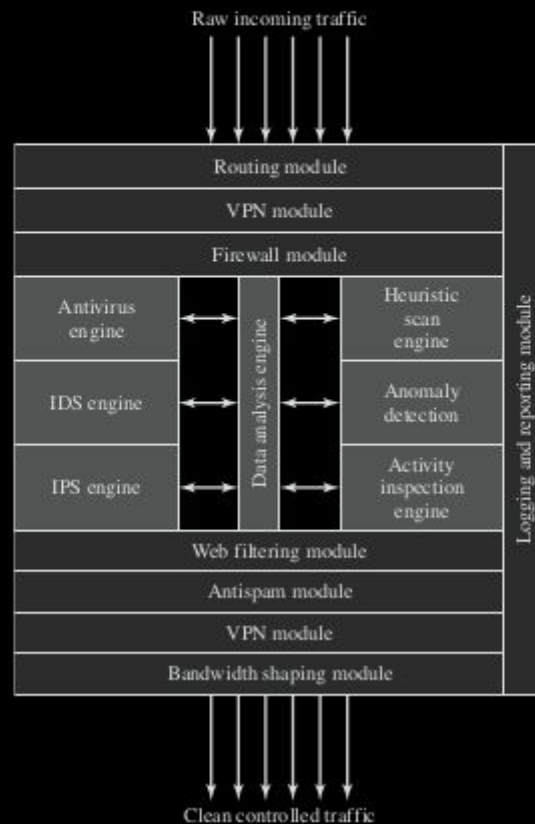 Raw incoming traffic
Routing module
VPN module
Firewall module
Antivirus
engine
Heuristic
scan
engine
IDS engine
Data analysis engine
Anomaly
detection
IPS engine
Activity
inspection
engine
Logging and reporting module
Web filtering module
Antispam module
VPN module
Bandwidth shaping module
Clean controlled traffic